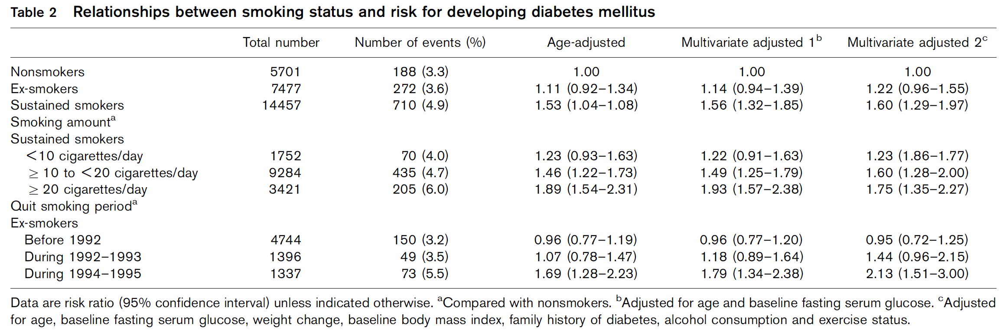 Table 2 Relationships between smoking status and risk for developing diabetes mellitus
Total number Number of events (%) Age-adjusted Multivariate adjusted 1b Multivariate adjusted 2c
Nonsmokers 5701 188 (3.3) 1.00 1.00 1.00
Ex-smokers 7477 272 (3.6) 1.11 (0.92–1.34) 1.14 (0.94–1.39) 1.22 (0.96–1.55)
Sustained smokers 14457 710 (4.9) 1.53 (1.04–1.08) 1.56 (1.32–1.85) 1.60 (1.29–1.97)
Smoking amounta
Sustained smokers
<10 cigarettes/day 1752 70 (4.0) 1.23 (0.93–1.63) 1.22 (0.91–1.63) 1.23 (1.86–1.77)
≥ 10 to <20 cigarettes/day 9284 435 (4.7) 1.46 (1.22–1.73) 1.49 (1.25–1.79) 1.60 (1.28–2.00)
≥ 20 cigarettes/day 3421 205 (6.0) 1.89 (1.54–2.31) 1.93 (1.57–2.38) 1.75 (1.35–2.27)
Quit smoking perioda
Ex-smokers
Before 1992 4744 150 (3.2) 0.96 (0.77–1.19) 0.96 (0.77–1.20) 0.95 (0.72–1.25)
During 1992–1993 1396 49 (3.5) 1.07 (0.78–1.47) 1.18 (0.89–1.64) 1.44 (0.96–2.15)
During 1994–1995 1337 73 (5.5) 1.69 (1.28–2.23) 1.79 (1.34–2.38) 2.13 (1.51–3.00)
Data are risk ratio (95% confidence interval) unless indicated otherwise. aCompared with nonsmokers. bAdjusted for age and baseline fasting serum glucose. cAdjusted
for age, baseline fasting serum glucose, weight change, baseline body mass index, family history of diabetes, alcohol consumption and exercise status.